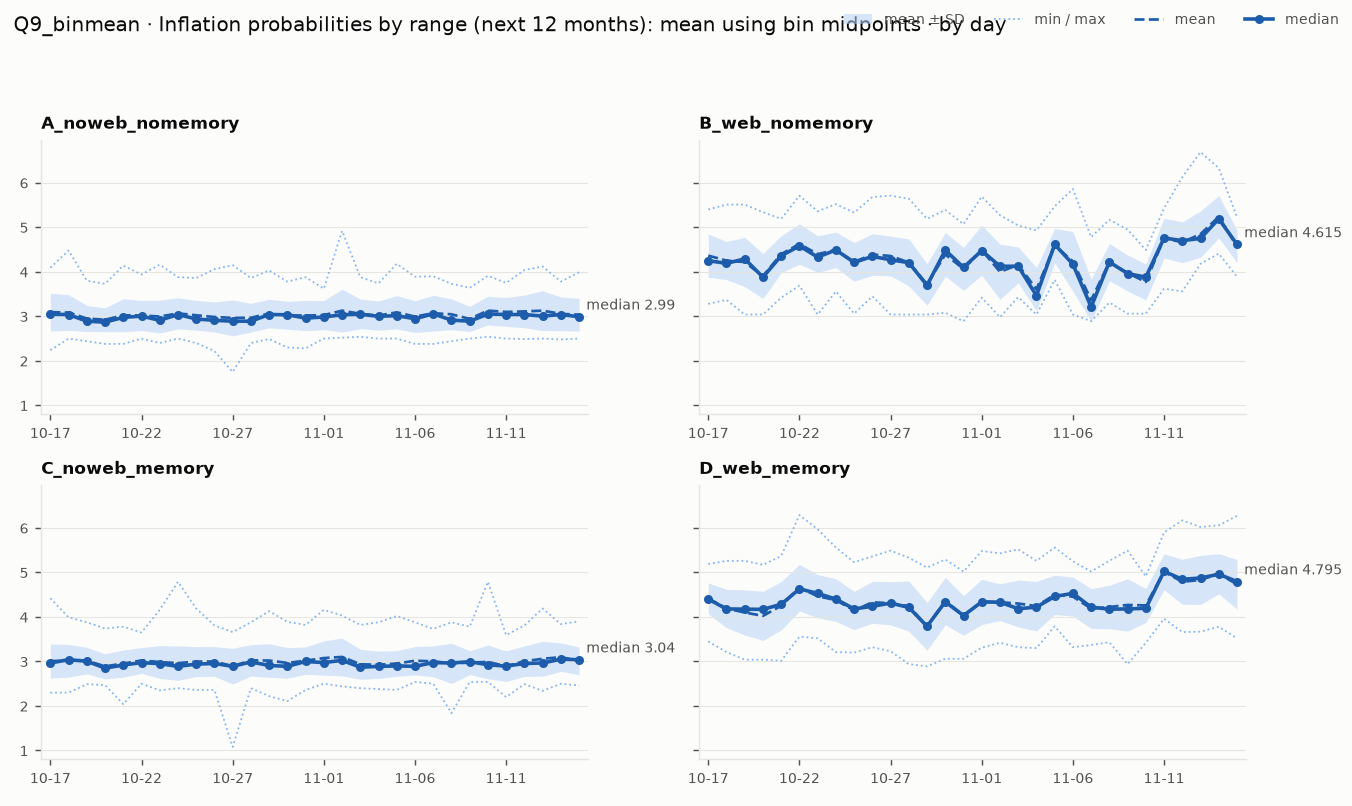 Q9_binmean · Inflation probabilities by range (next 12 months): mean using bin midpoints · by day
mean ± SD
min / max
mean
median
A_noweb_nomemory
6
5
4
3
2
1
median 2.99
10-17 10-22 10-27 11-01 11-06 11-11
B_web_nomemory
median 4.615
10-17 10-22 10-27 11-01 11-06 11-11
C_noweb_memory
6
5
4
3
2
1
median 3.04
10-17 10-22 10-27 11-01 11-06 11-11
D_web_memory
median 4.795
10-17 10-22 10-27 11-01 11-06 11-11